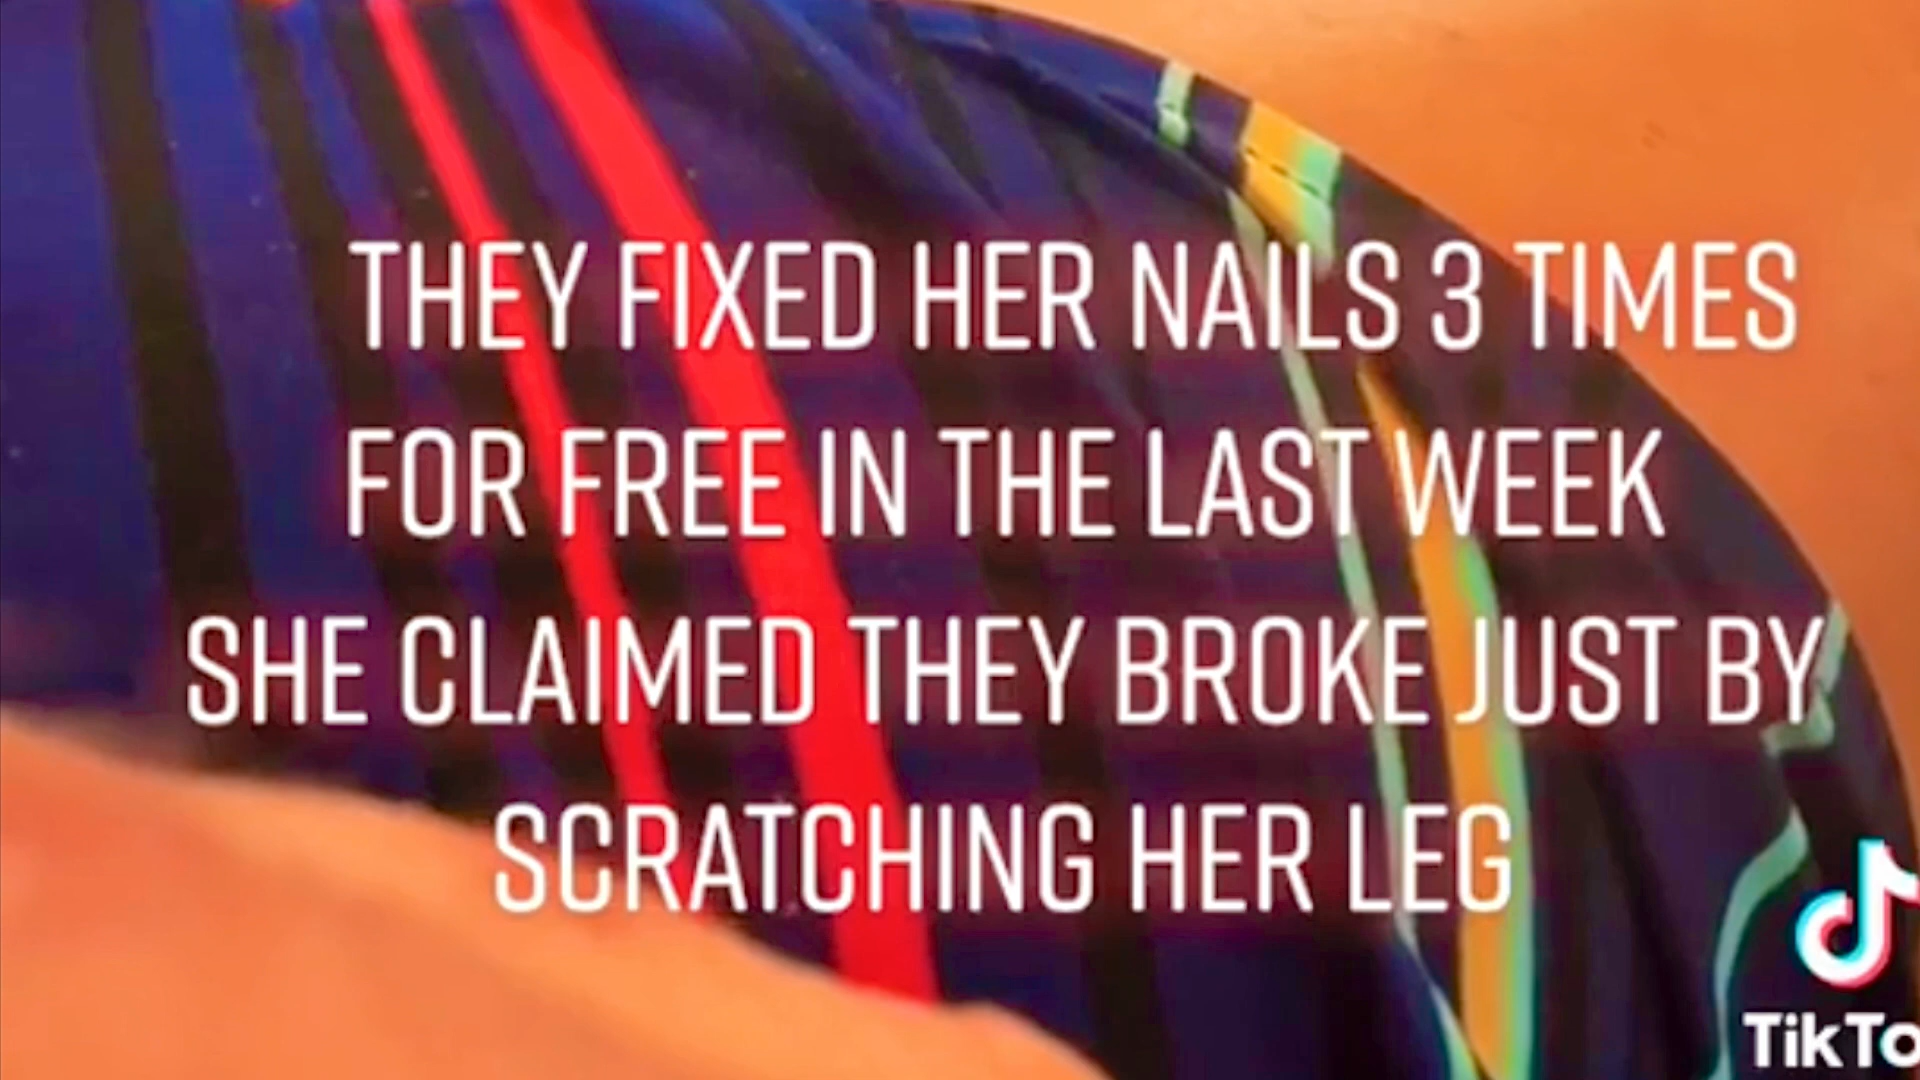 THEY FIXED HER NAILS 3 TIMES
FOR FREE IN THE LAST WEEK
SHE CLAIMED THEY BROKE JUST BY
SCRATCHING HER LEG
TikTo